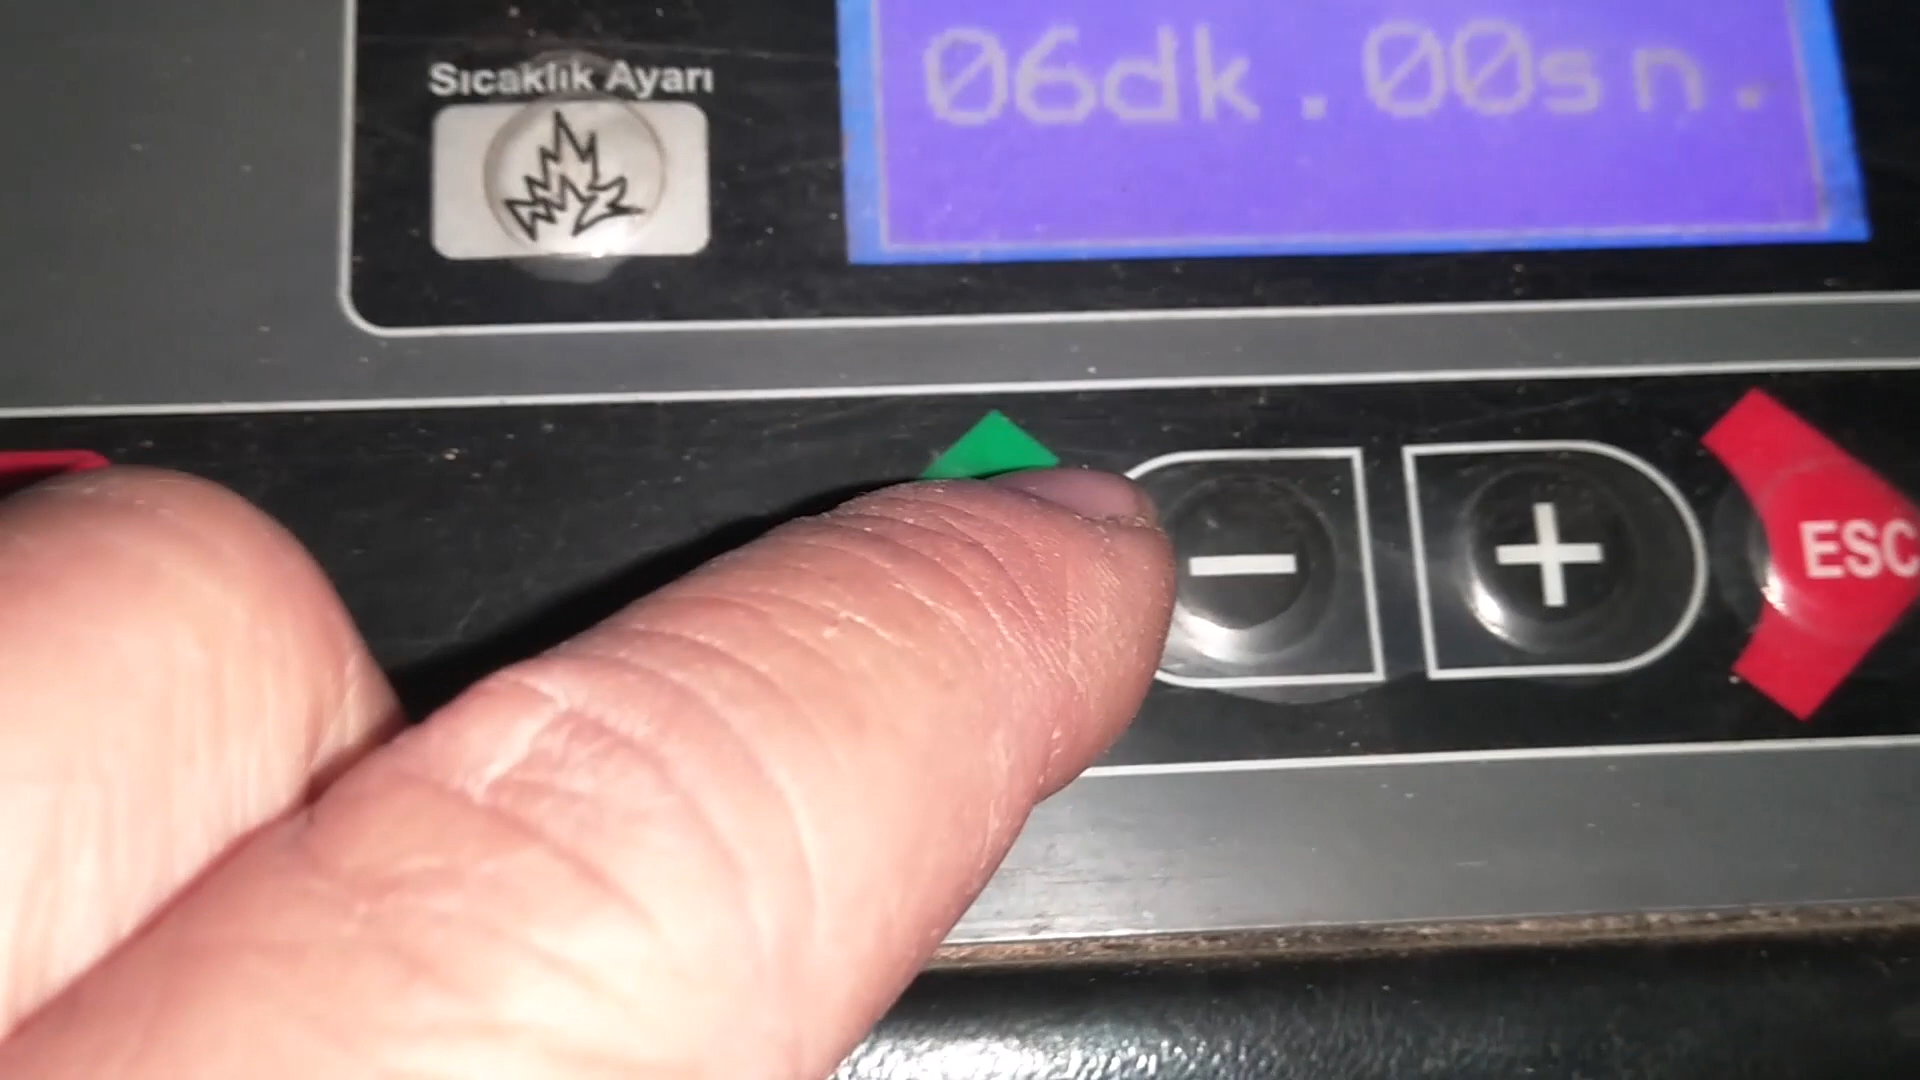 06dk.00sn.
Sıcaklık Ayarı
- +
ESC